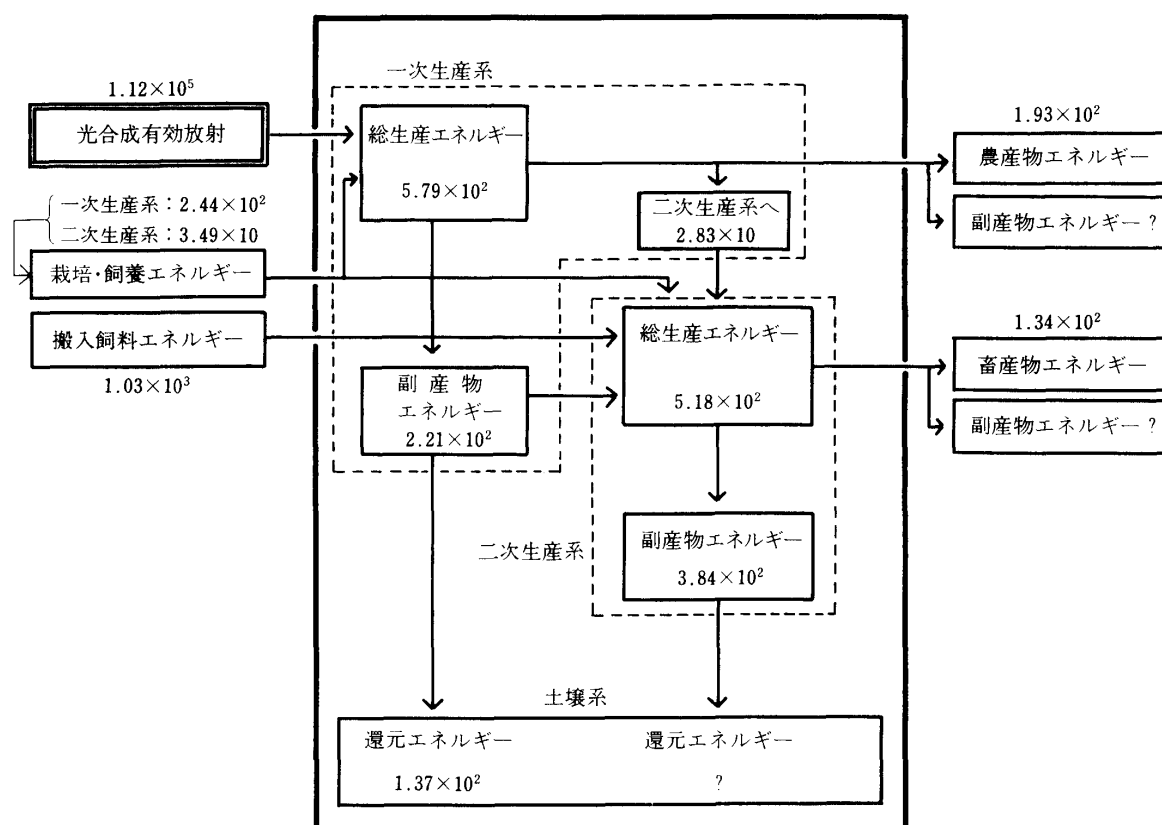 一次生産系
1.12×10⁵
光合成有効放射
総生産エネルギー
5.79×10²
1.93×10²
農産物エネルギー
副産物エネルギー?
二次生産系へ
2.83×10
一次生産系:2.44×10²
二次生産系:3.49×10
栽培・飼養エネルギー
搬入飼料エネルギー
1.03×10³
総生産エネルギー
5.18×10²
1.34×10²
畜産物エネルギー
副産物エネルギー?
副産物
エネルギー
2.21×10²
二次生産系
副産物エネルギー
3.84×10²
土壌系
還元エネルギー
1.37×10²
還元エネルギー
?